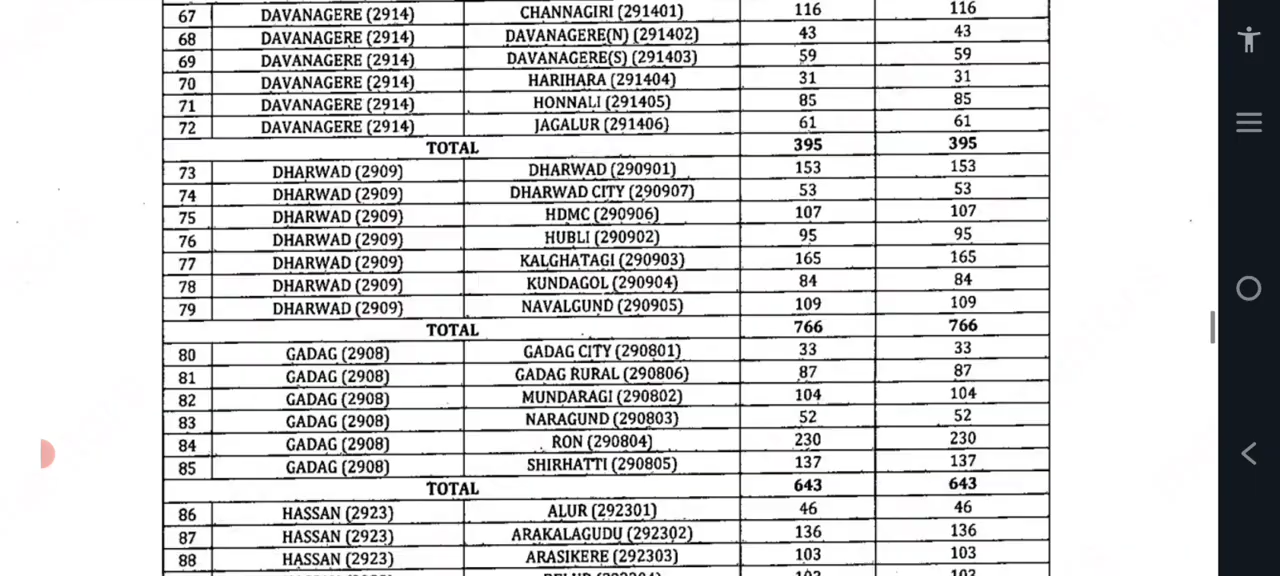 67 DAVANAGERE (2914) CHANNAGIRI (291401) 116 116
68 DAVANAGERE (2914) DAVANAGERE(N) (291402) 43 43
69 DAVANAGERE (2914) DAVANAGERE(S) (291403) 59 59
70 DAVANAGERE (2914) HARIHARA (291404) 31 31
71 DAVANAGERE (2914) HONNALI (291405) 85 85
72 DAVANAGERE (2914) JAGALUR (291406) 61 61
TOTAL 395 395
73 DHARWAD (2909) DHARWAD (290901) 153 153
74 DHARWAD (2909) DHARWAD CITY (290907) 53 53
75 DHARWAD (2909) HDMC (290906) 107 107
76 DHARWAD (2909) HUBLI (290902) 95 95
77 DHARWAD (2909) KALGHATAGI (290903) 165 165
78 DHARWAD (2909) KUNDAGOL (290904) 84 84
79 DHARWAD (2909) NAVALGUND (290905) 109 109
TOTAL 766 766
80 GADAG (2908) GADAG CITY (290801) 33 33
81 GADAG (2908) GADAG RURAL (290806) 87 87
82 GADAG (2908) MUNDARAGI (290802) 104 104
83 GADAG (2908) NARAGUND (290803) 52 52
84 GADAG (2908) RON (290804) 230 230
85 GADAG (2908) SHIRHATTI (290805) 137 137
TOTAL 643 643
86 HASSAN (2923) ALUR (292301) 46 46
87 HASSAN (2923) ARAKALAGUDU (292302) 136 136
88 HASSAN (2923) ARASIKERE (292303) 103 103